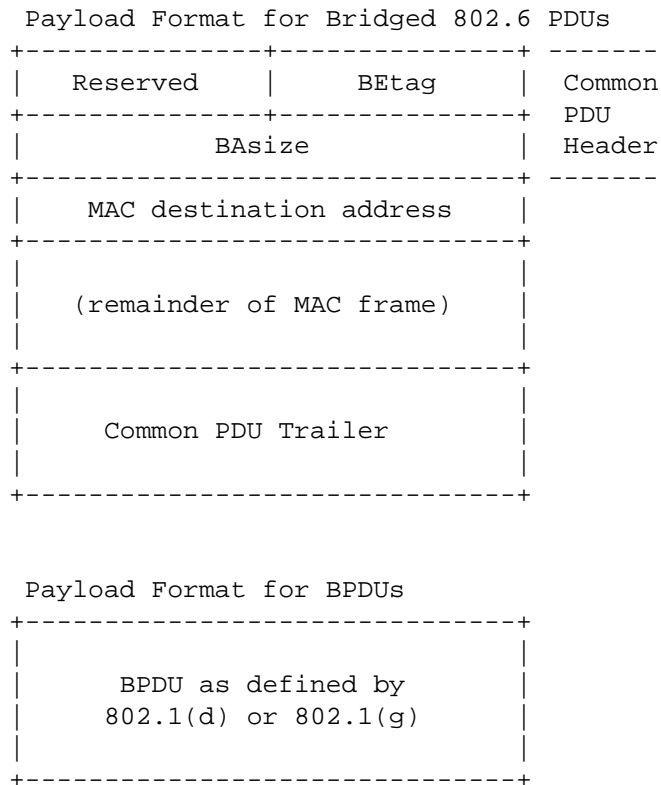 Payload Format for Bridged 802.6 PDUs
+---------------+---------------+ -------
|   Reserved    |     BEtag     |  Common
+---------------+---------------+  PDU
|            BAsize             |  Header
+-------------------------------+ -------
|    MAC destination address    |
+-------------------------------+
|                               |
|   (remainder of MAC frame)    |
|                               |
+-------------------------------+
|                               |
|     Common PDU Trailer        |
|                               |
+-------------------------------+
Payload Format for BPDUs
+-------------------------------+
|                               |
|      BPDU as defined by       |
|     802.1(d) or 802.1(g)      |
|                               |
+-------------------------------+